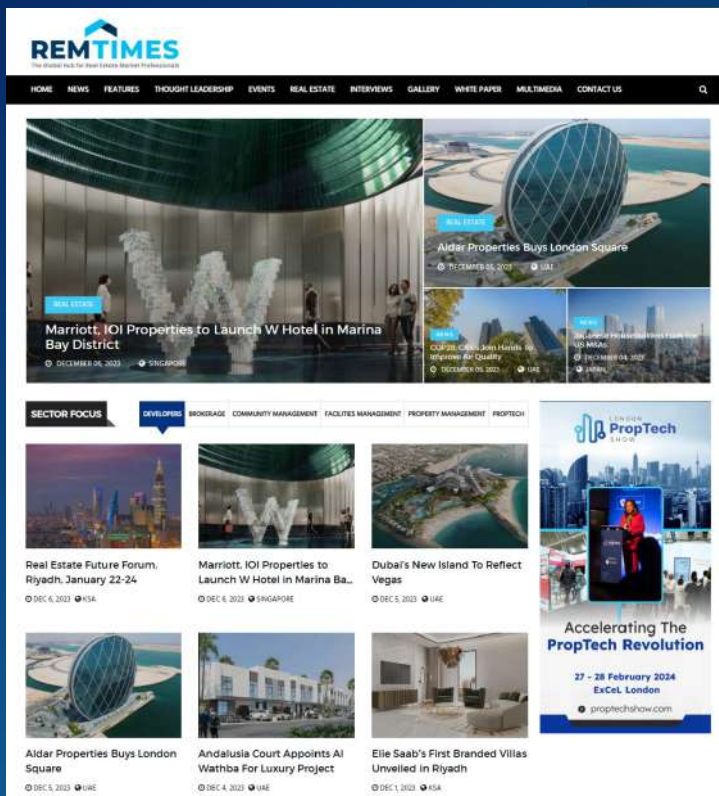 REMTIMES
The Global Hub for Real Estate Market Professionals
HOME NEWS FEATURES THOUGHT LEADERSHIP EVENTS REAL ESTATE INTERVIEWS GALLERY WHITE PAPER MULTIMEDIA CONTACT US
REAL ESTATE
Marriott, IOI Properties to Launch W Hotel in Marina
Bay District
DECEMBER 06, 2023 SINGAPORE
REAL ESTATE
Aldar Properties Buys London Square
DECEMBER 05, 2023 UAE
NEWS
COP28: Cities Join Hands To
Improve Air Quality
DECEMBER 05, 2023 UAE
NEWS
Japanese
US M&As
DECEMBER 04, 2023
JAPAN
SECTOR FOCUS
DEVELOPERS BROKERAGE COMMUNITY MANAGEMENT FACILITIES MANAGEMENT PROPERTY MANAGEMENT PROPTECH
Real Estate Future Forum,
Riyadh, January 22-24
DEC 6, 2023 KSA
Marriott, IOI Properties to
Launch W Hotel in Marina Ba...
DEC 6, 2023 SINGAPORE
Dubai's New Island To Reflect
Vegas
DEC 5, 2023 UAE
Aldar Properties Buys London
Square
DEC 5, 2023 UAE
Andalusia Court Appoints Al
Wathba For Luxury Project
DEC 4, 2023 UAE
Elie Saab's First Branded Villas
Unveiled in Riyadh
DEC 1, 2023 KSA
LONDON
PropTech
SHOW
Accelerating The
PropTech Revolution
27 - 28 February 2024
ExCeL London
proptechshow.com